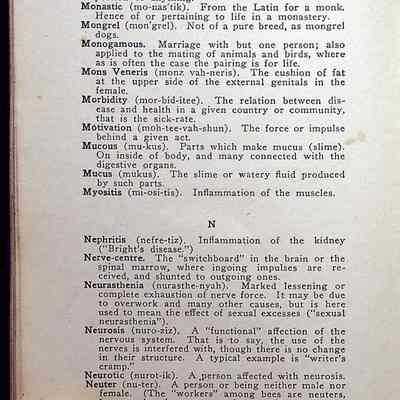 Monastic (mo-nas'tik). From the Latin for a monk.
Hence of or pertaining to life in a monastery.
Mongrel (mon'grel). Not of a pure breed, as mongrel
dogs.
Monogamous. Marriage with but one person; also
applied to the mating of animals and birds, where
as is often the case the pairing is for life.
Mons Veneris (monz vah-neris). The cushion of fat
at the upper side of the external genitals in the
female.
Morbidity (mor-bid-itee). The relation between dis-
ease and health in a given country or community,
that is the sick-rate.
Motivation (moh-tee-vah-shun). The force or impulse
behind a given act.
Mucous (mu-kus). Parts which make mucus (slime).
On inside of body, and many connected with the
digestive organs.
Mucus (mukus). The slime or watery fluid produced
by such parts.
Myositis (mi-osi-tis). Inflammation of the muscles.
N
Nephritis (nefre-tiz). Inflammation of the kidney
("Bright's disease.")
Nerve-centre. The "switchboard" in the brain or the
spinal marrow, where ingoing impulses are re-
ceived, and shunted to outgoing ones.
Neurasthenia (nurasthe-nyah). Marked lessening or
complete exhaustion of nerve force. It may be due
to overwork and many other causes, but is here
used to mean the effect of sexual excesses ("sexual
neurasthenia").
Neurosis (nuro-siz). A "functional" affection of the
nervous system. That is to say, the use of the
nerves is interfered with, though there is no change
in their structure. A typical example is "writer's
cramp."
Neurotic (nurot-ik). A person affected with neurosis.
Neuter (nu-ter). A person or being neither male nor
female. (The "workers" among bees are neuters,